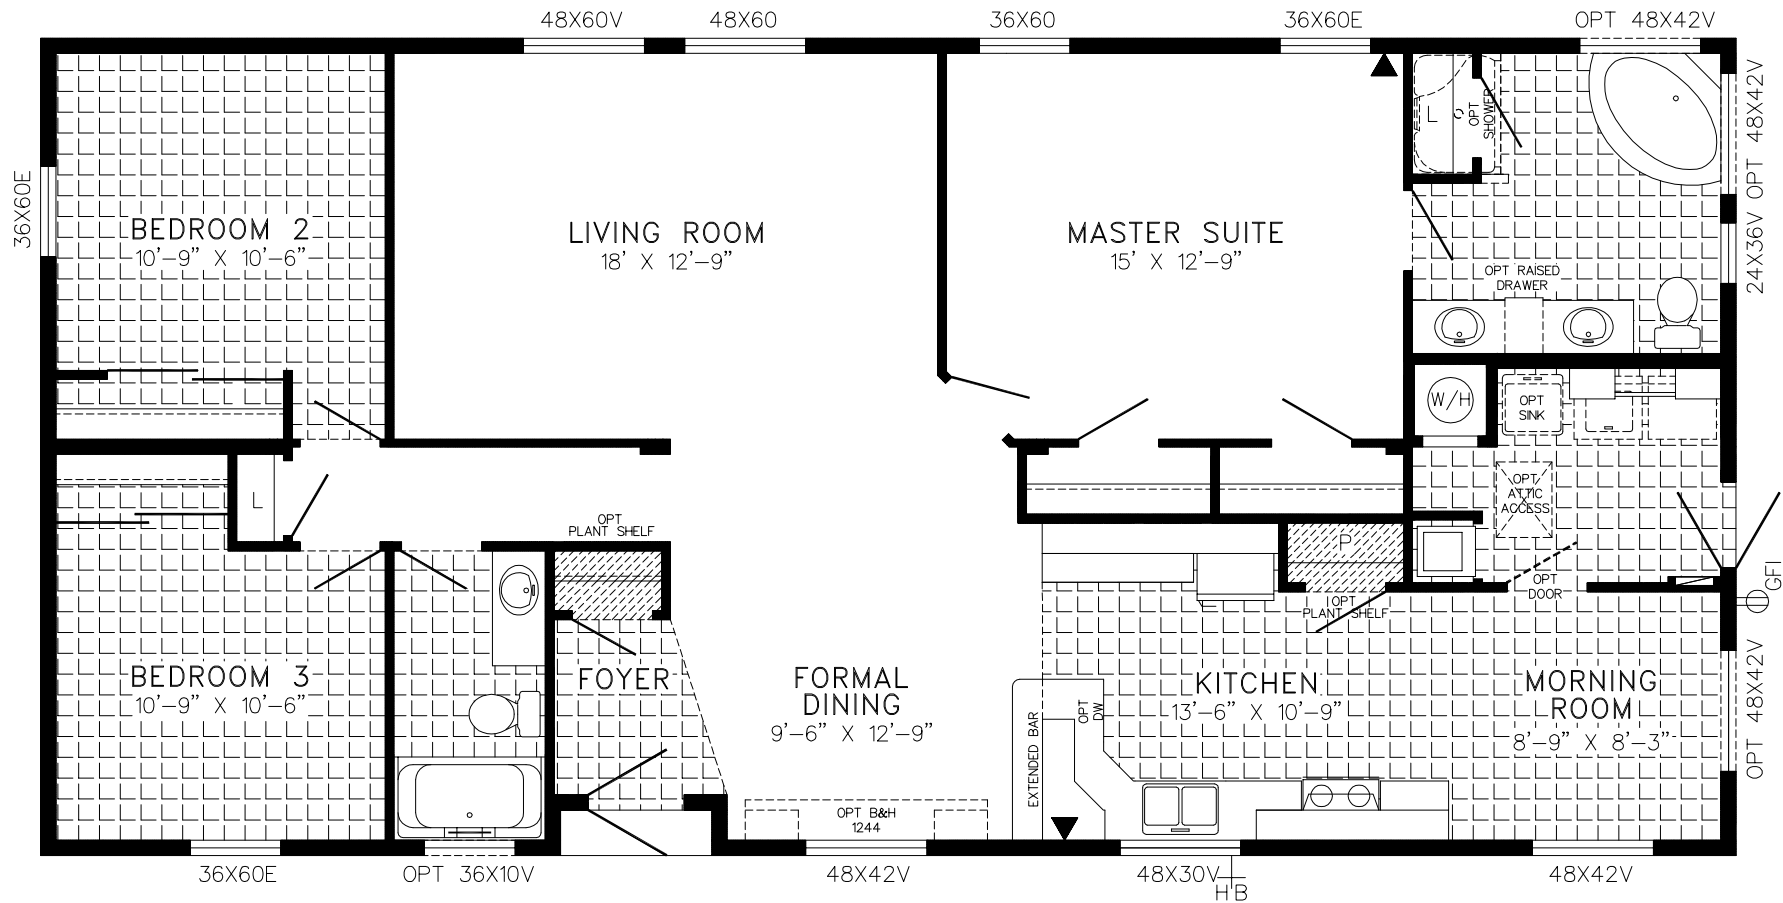 48X60V
48X60
36X60
36X60E
OPT 48X42V
36X60E
BEDROOM 2
10'-9" X 10'-6"
LIVING ROOM
18' X 12'-9"
MASTER SUITE
15' X 12'-9"
L
OPT
SHOWER
OPT 48X42V
24X36V
OPT RAISED
DRAWER
W/H
OPT
SINK
OPT
ATTIC
ACCESS
L
OPT
PLANT SHELF
P
OPT
PLANT SHELF
OPT
DOOR
GFI
BEDROOM 3
10'-9" X 10'-6"
FOYER
FORMAL
DINING
9'-6" X 12'-9"
EXTENDED BAR
OPT
DW
KITCHEN
13'-6" X 10'-9"
MORNING
ROOM
8'-9" X 8'-3"
OPT 48X42V
OPT B&H
1244
36X60E
OPT 36X10V
48X42V
48X30V
HB
48X42V